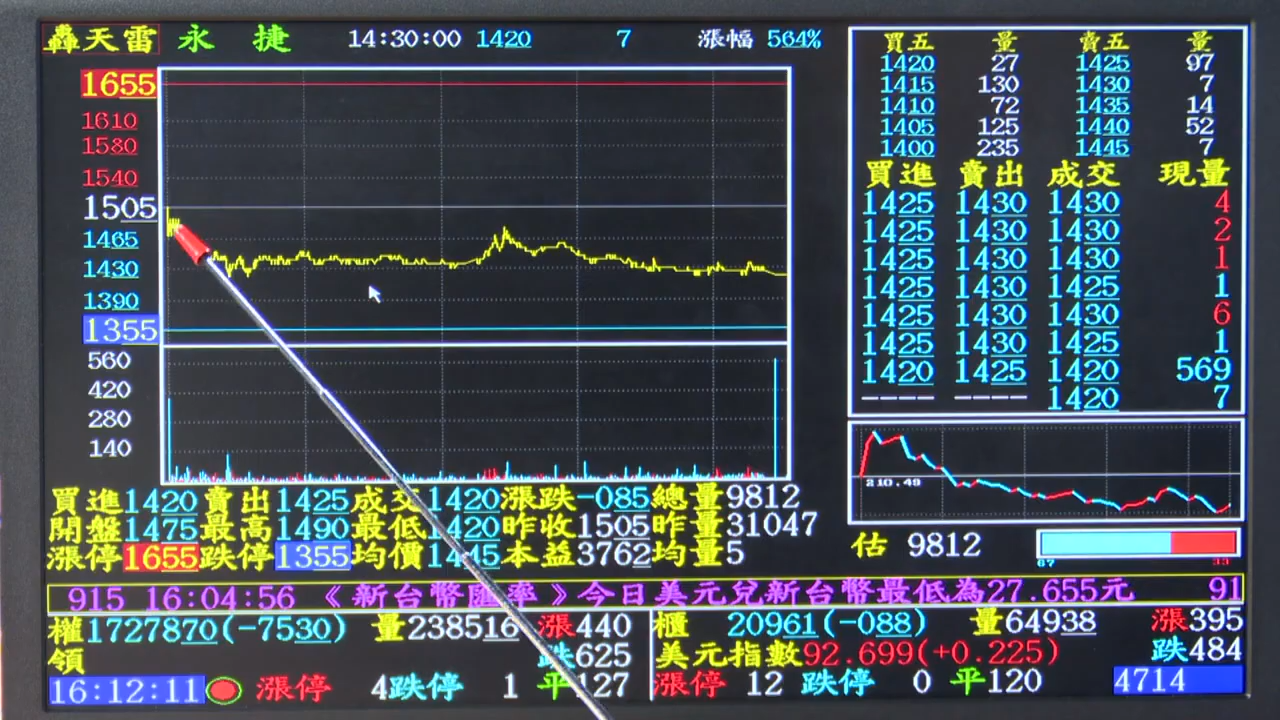 轟天雷 永 捷 14:30:00 1420 7 漲幅 564%
1655
1610
1580
1540
1505
1465
1430
1390
1355
560
420
280
140
買五 量 賣五 量
1420 27 1425 97
1415 130 1430 7
1410 72 1435 14
1405 125 1440 52
1400 235 1445 7
買進 賣出 成交 現量
1425 1430 1430 4
1425 1430 1430 2
1425 1430 1430 1
1425 1430 1430 1
1425 1430 1430 6
1425 1430 1430 1
1420 1425 1420 569
---- ---- 1420 7
210.49
估 9812
67 33
買進1420賣出1425成交1420漲跌-085總量9812
開盤1475最高1490最低1420昨收1505昨量31047
漲停1655跌停1355均價1445本益3762均量5
915 16:04:56 《新台幣匯率》今日美元兌新台幣最低為27.655元 91
權1727870(-7530) 量238516 漲440
跌625
領
16:12:11 漲停 4跌停 1 平127
櫃 20961(-088) 量64938 漲395
美元指數92.699(+0.225) 跌484
漲停 12 跌停 0 平120 4714